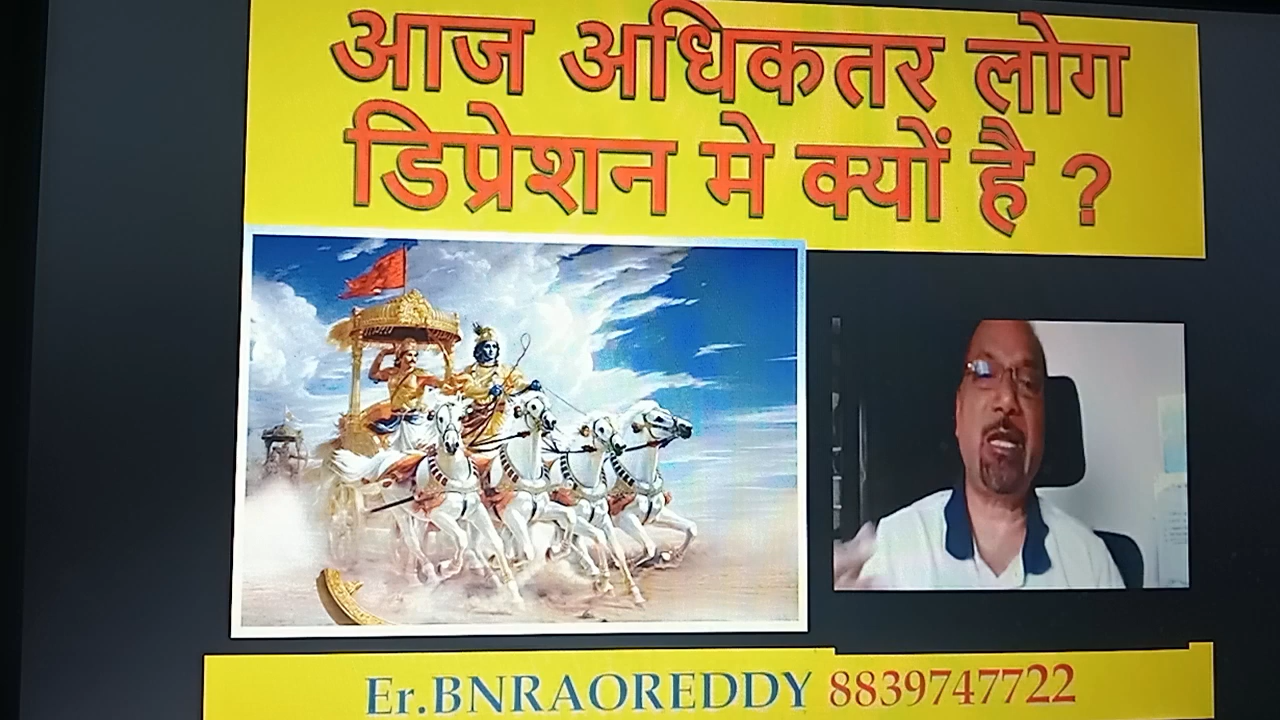 आज अधिकतर लोग
डिप्रेशन मे क्यों है ?
Er.BNRAOREDDY 8839747722